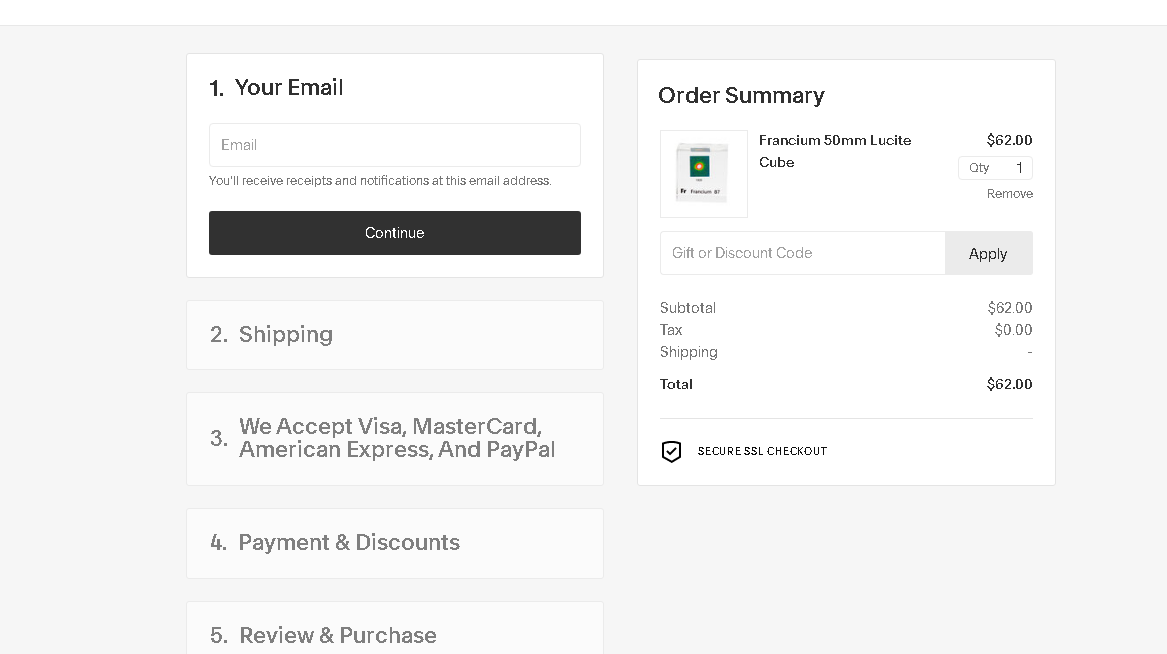 1. Your Email
Email
You'll receive receipts and notifications at this email address.
Continue
2. Shipping
3. We Accept Visa, MasterCard,
American Express, And PayPal
4. Payment & Discounts
5. Review & Purchase
Order Summary
Francium 50mm Lucite
Cube
$62.00
Qty 1
Remove
Fr Francium 87
Gift or Discount Code
Apply
Subtotal $62.00
Tax $0.00
Shipping -
Total $62.00
SECURE SSL CHECKOUT